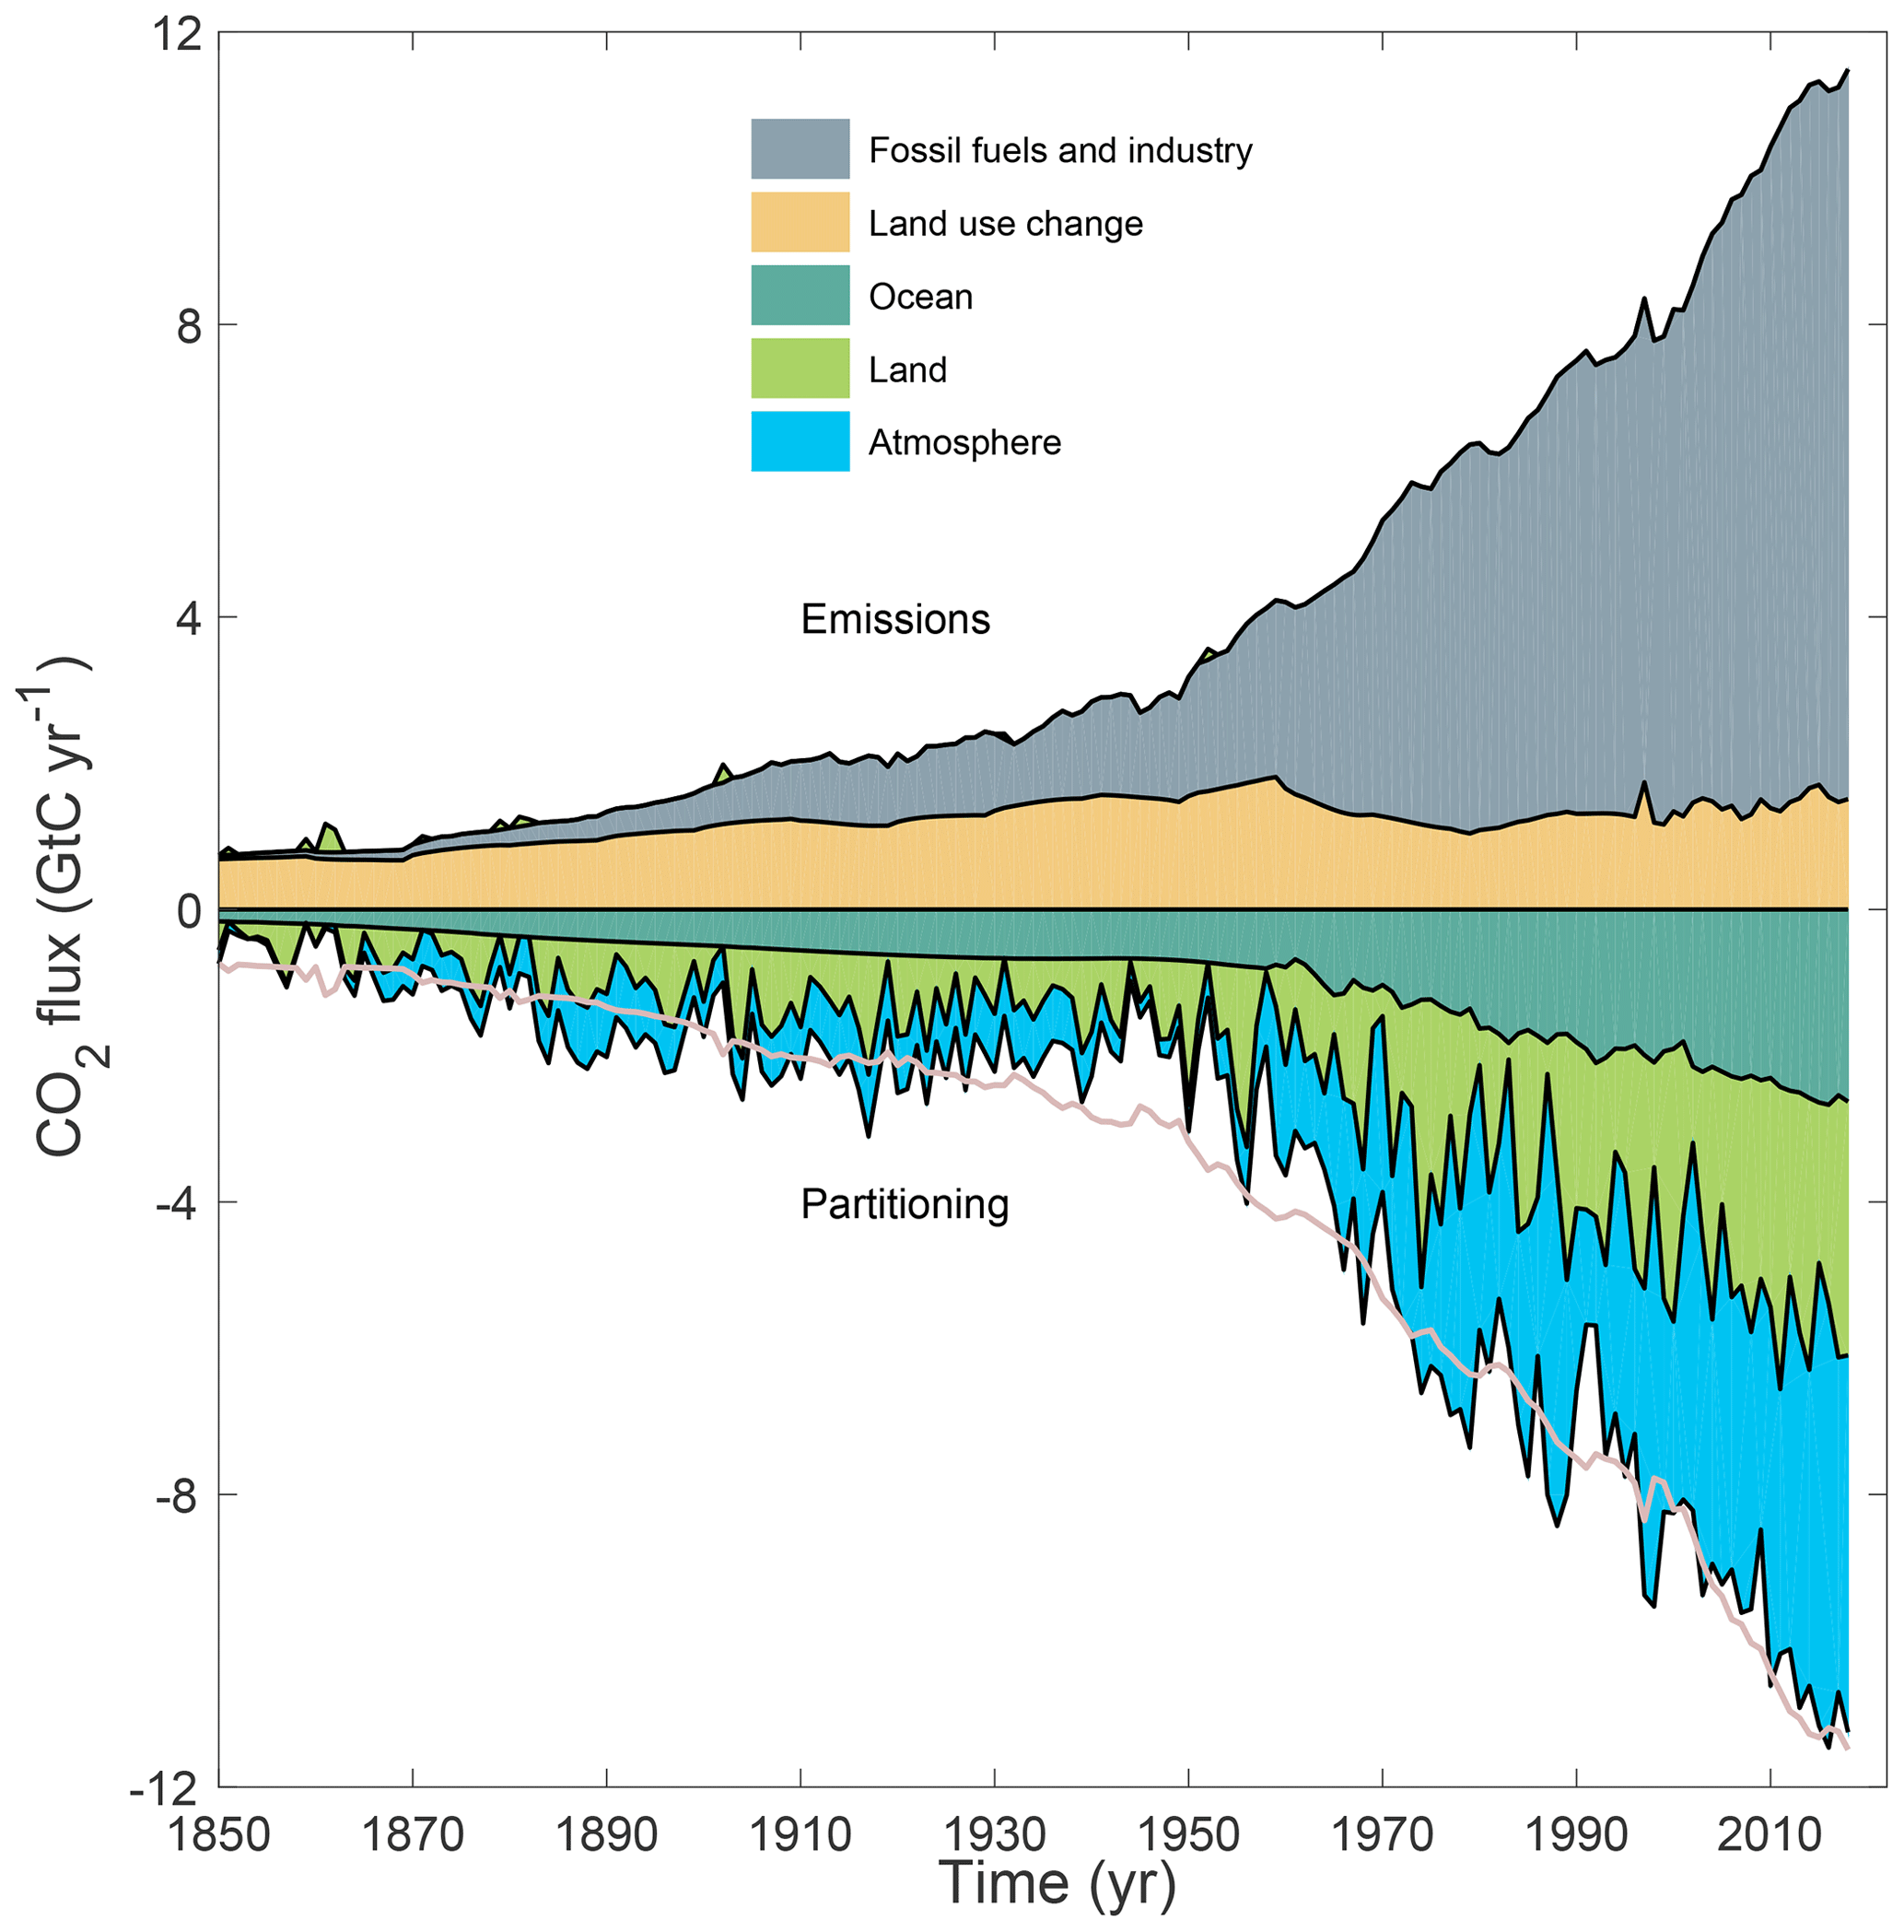 12
8
4
0
-4
-8
-12
CO2 flux (GtC yr-1)
Fossil fuels and industry
Land use change
Ocean
Land
Atmosphere
Emissions
Partitioning
1850 1870 1890 1910 1930 1950 1970 1990 2010
Time (yr)